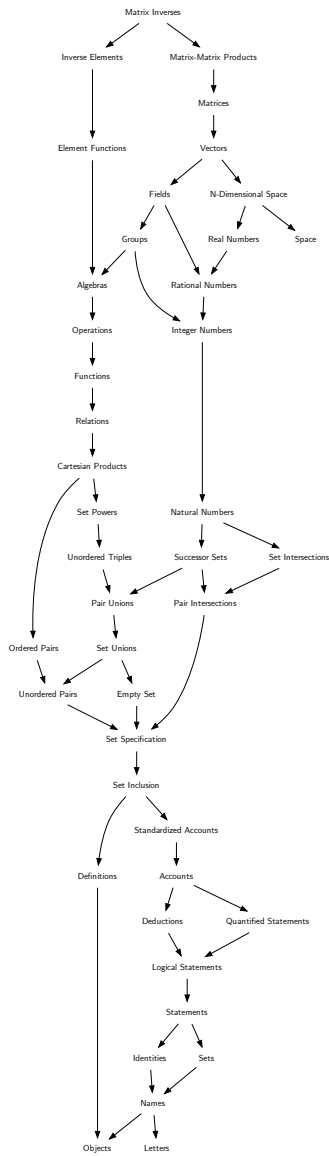 Matrix Inverses
Inverse Elements
Matrix-Matrix Products
Matrices
Element Functions
Vectors
Fields
N-Dimensional Space
Groups
Real Numbers
Space
Algebras
Rational Numbers
Operations
Integer Numbers
Functions
Relations
Cartesian Products
Set Powers
Natural Numbers
Unordered Triples
Successor Sets
Set Intersections
Pair Unions
Pair Intersections
Ordered Pairs
Set Unions
Unordered Pairs
Empty Set
Set Specification
Set Inclusion
Standardized Accounts
Definitions
Accounts
Deductions
Quantified Statements
Logical Statements
Statements
Identities
Sets
Names
Objects
Letters